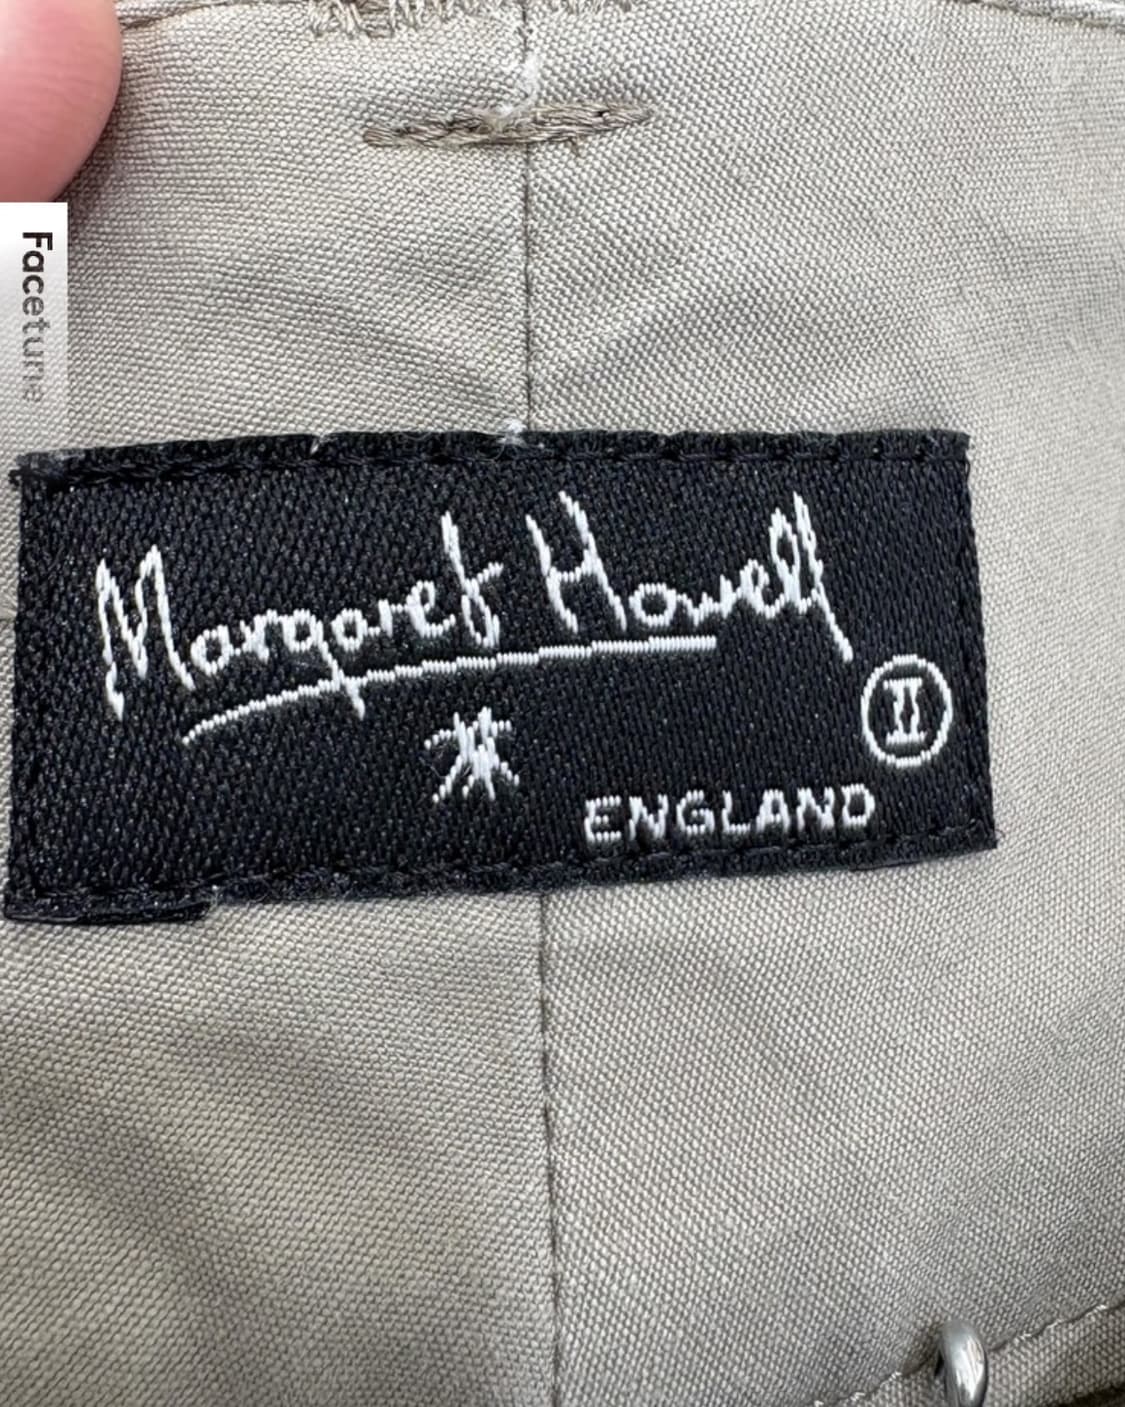 Facetune
Margaret Howell
II
ENGLAND